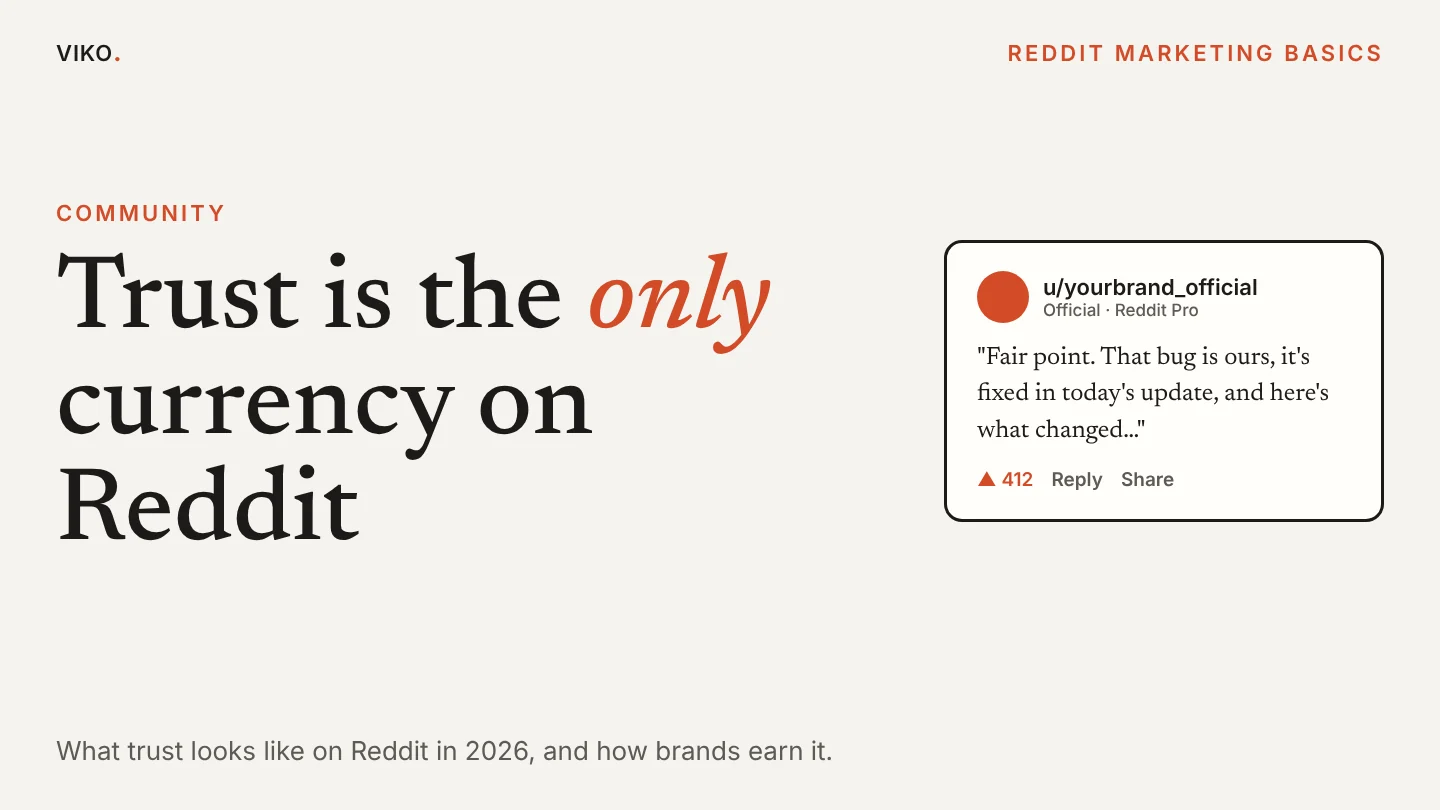 VIKO.
REDDIT MARKETING BASICS
COMMUNITY
Trust is the only
currency on
Reddit
u/yourbrand_official
Official · Reddit Pro
"Fair point. That bug is ours, it's
fixed in today's update, and here's
what changed..."
▲ 412 Reply Share
What trust looks like on Reddit in 2026, and how brands earn it.